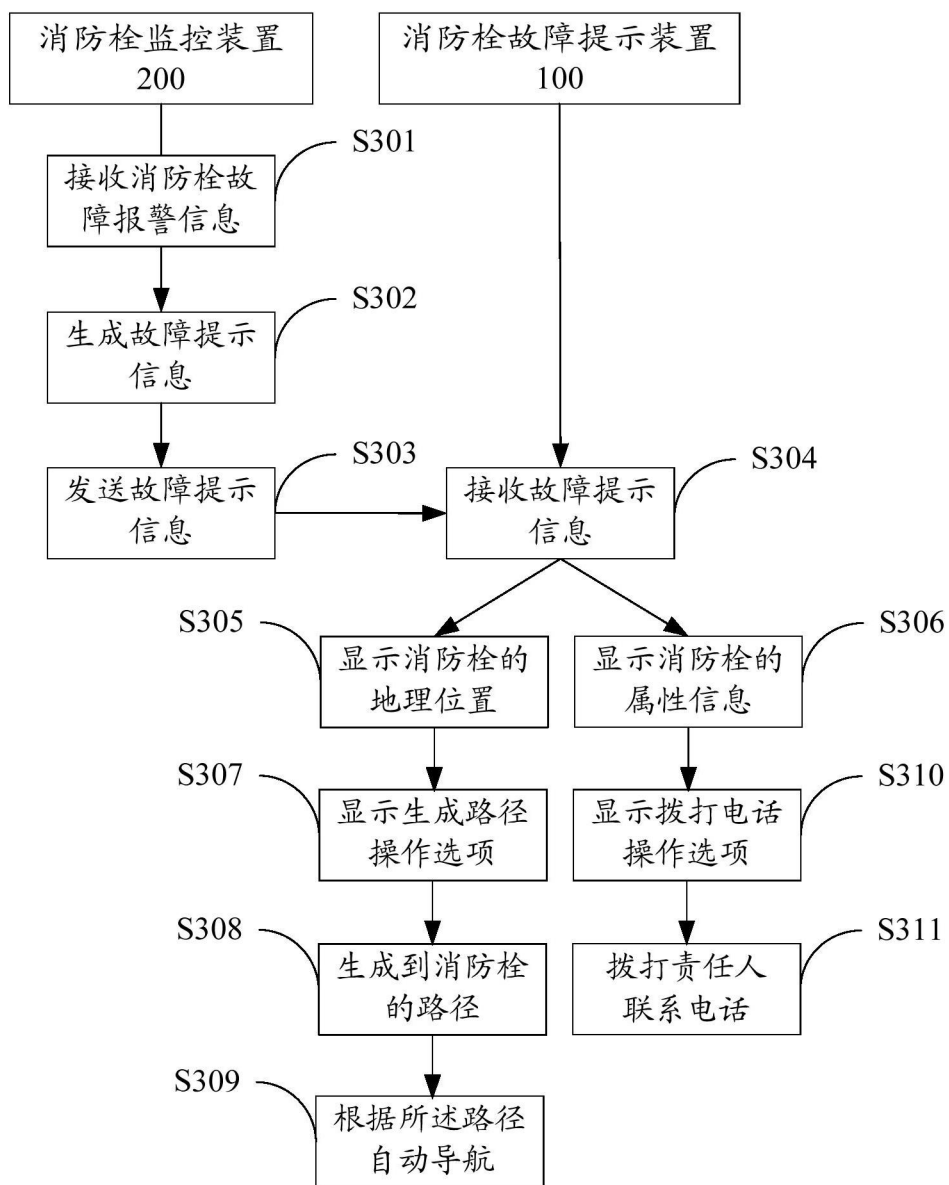 消防栓监控装置
200
消防栓故障提示装置
100
S301
接收消防栓故
障报警信息
S302
生成故障提示
信息
S303
发送故障提示
信息
S304
接收故障提示
信息
S305
显示消防栓的
地理位置
S306
显示消防栓的
属性信息
S307
显示生成路径
操作选项
S310
显示拨打电话
操作选项
S308
生成到消防栓
的路径
S311
拨打责任人
联系电话
S309
根据所述路径
自动导航